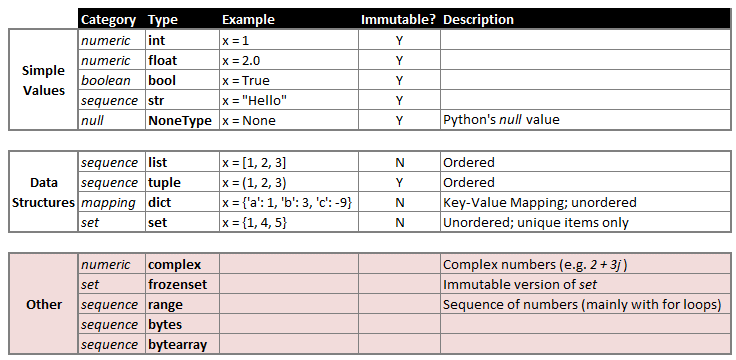 Category Type Example Immutable? Description
numeric int x = 1 Y
numeric float x = 2.0 Y
Simple Values boolean bool x = True Y
sequence str x = "Hello" Y
null NoneType x = None Y Python's null value
sequence list x = [1, 2, 3] N Ordered
Data Structures sequence tuple x = (1, 2, 3) Y Ordered
mapping dict x = {'a': 1, 'b': 3, 'c': -9} N Key-Value Mapping; unordered
set set x = {1, 4, 5} N Unordered; unique items only
numeric complex Complex numbers (e.g. 2 + 3j )
set frozenset Immutable version of set
Other sequence range Sequence of numbers (mainly with for loops)
sequence bytes
sequence bytearray